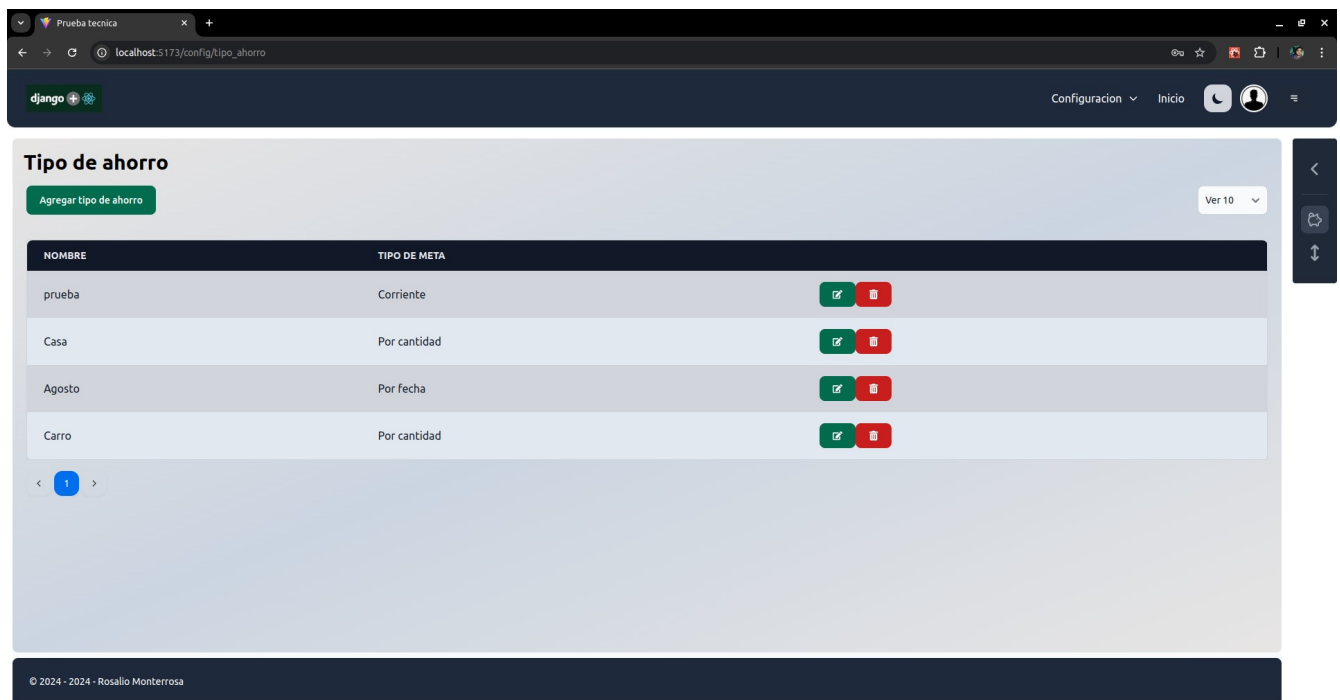 Prueba tecnica
localhost:5173/config/tipo_ahorro
django
Configuracion
Inicio
Tipo de ahorro
Agregar tipo de ahorro
Ver 10
NOMBRE TIPO DE META
prueba Corriente
Casa Por cantidad
Agosto Por fecha
Carro Por cantidad
1
© 2024 - 2024 - Rosalio Monterrosa